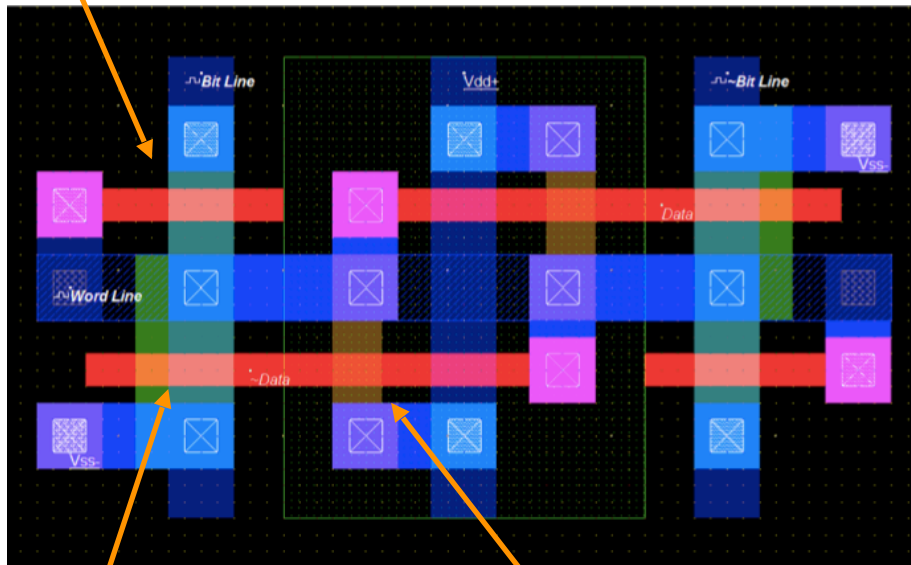 Bit Line
Vdd+
~Bit Line
Vss-
Data
Word Line
~Data
Vss-